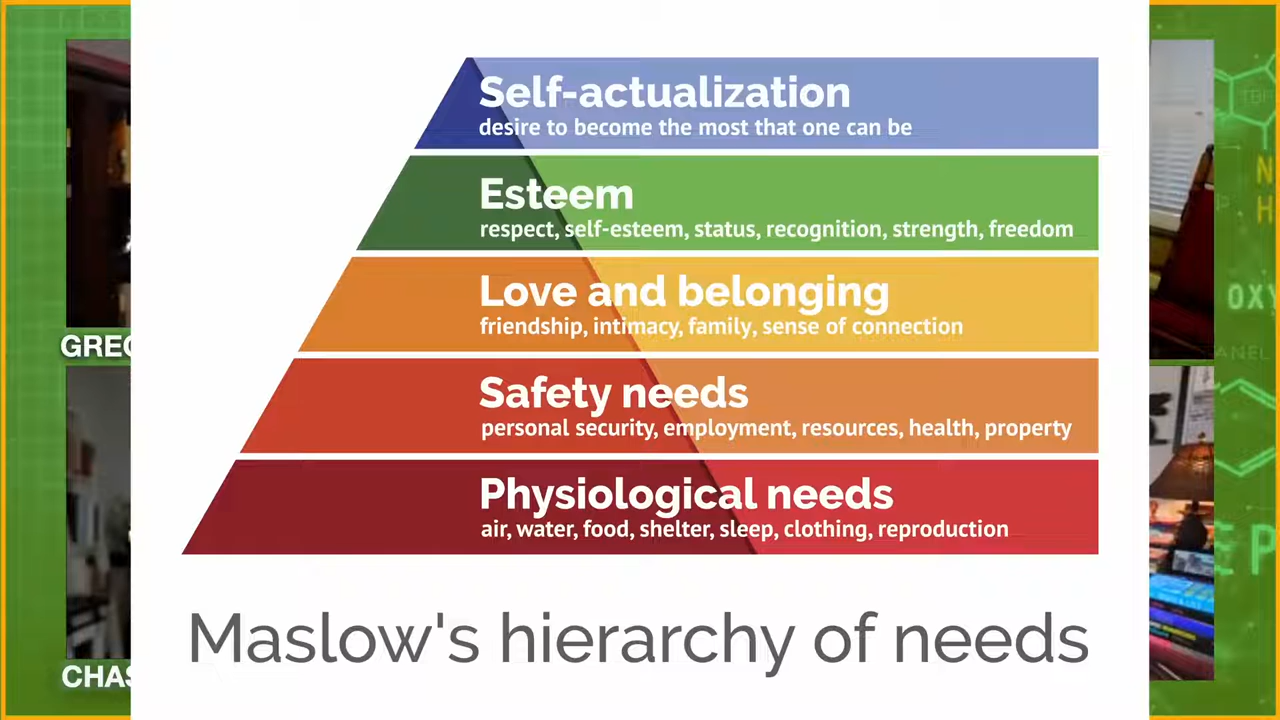 Self-actualization
desire to become the most that one can be
Esteem
respect, self-esteem, status, recognition, strength, freedom
Love and belonging
friendship, intimacy, family, sense of connection
Safety needs
personal security, employment, resources, health, property
Physiological needs
air, water, food, shelter, sleep, clothing, reproduction
Maslow's hierarchy of needs